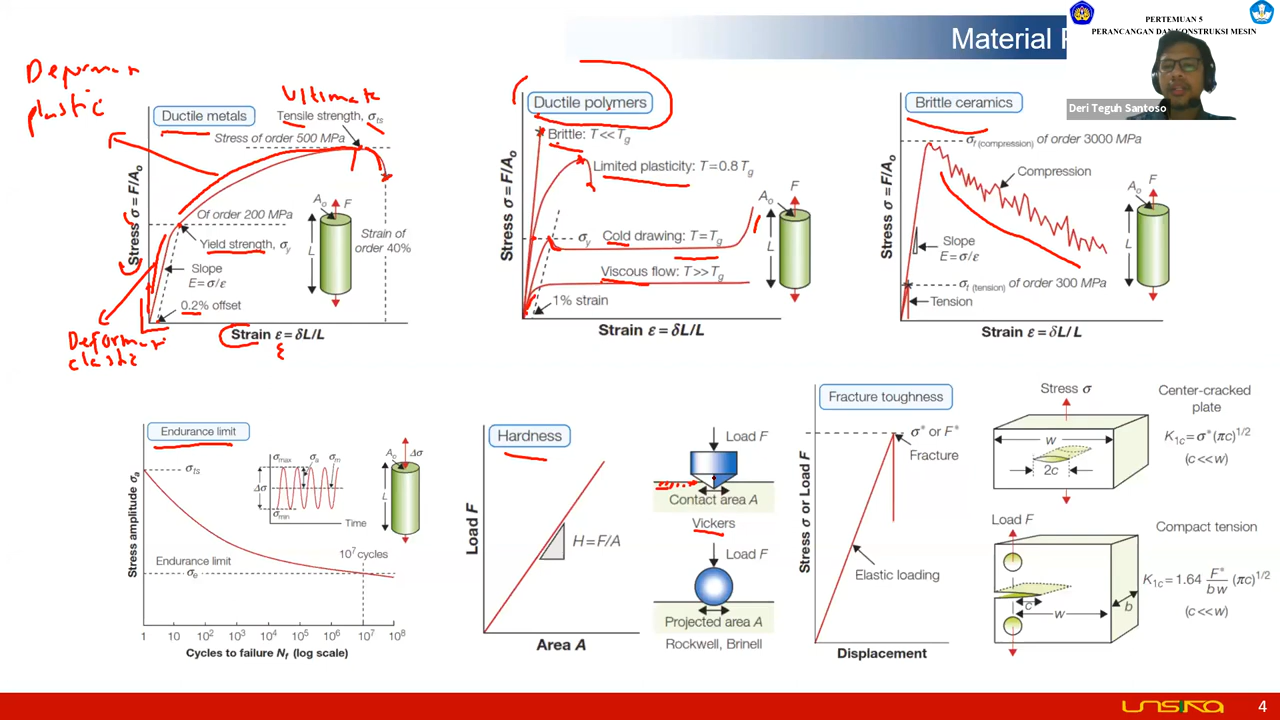 PERTEMUAN 5
PERANCANGAN DAN KONSTRUKSI MESIN
Material
Deri Teguh Santoso
plastic
Ultimate
Ductile metals
Tensile strength, σts
Stress of order 500 MPa
Of order 200 MPa
Yield strength, σy
Slope
E = σ/ε
0.2% offset
Strain of
order 40%
Ao
F
L
Stress σ = F/Ao
Strain ε = δL/L
Ductile polymers
Brittle: T << Tg
Limited plasticity: T = 0.8 Tg
σy
Cold drawing: T = Tg
Viscous flow: T >> Tg
1% strain
Ao
F
L
Stress σ = F/Ao
Strain ε = δL/L
Brittle ceramics
σf (compression) of order 3000 MPa
Compression
Slope
E = σ/ε
σt (tension) of order 300 MPa
Tension
Ao
F
L
Stress σ = F/Ao
Strain ε = δL/L
Endurance limit
σts
σmax
σa
σm
Δσ
σmin
Time
Ao
Δσ
L
Endurance limit
σe
10⁷ cycles
Stress amplitude σa
1 10 10² 10³ 10⁴ 10⁵ 10⁶ 10⁷ 10⁸
Cycles to failure Nf (log scale)
Hardness
H = F/A
Load F
Area A
Load F
Contact area A
Vickers
Load F
Projected area A
Rockwell, Brinell
Fracture toughness
σ* or F*
Fracture
Elastic loading
Stress σ or Load F
Displacement
Stress σ
w
2c
Center-cracked
plate
K1c = σ*(πc)^1/2
(c << w)
Load F
c
w
b
Compact tension
K1c = 1.64 F*/bw (πc)^1/2
(c << w)
unsika
4